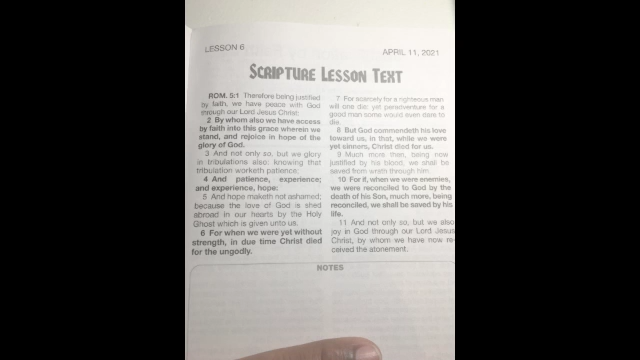 LESSON 6
APRIL 11, 2021
SCRIPTURE LESSON TEXT
ROM. 5:1 Therefore being justified
by faith, we have peace with God
through our Lord Jesus Christ:
2 By whom also we have access
by faith into this grace wherein we
stand, and rejoice in hope of the
glory of God.
3 And not only so, but we glory
in tribulations also: knowing that
tribulation worketh patience;
4 And patience, experience;
and experience, hope:
5 And hope maketh not ashamed;
because the love of God is shed
abroad in our hearts by the Holy
Ghost which is given unto us.
6 For when we were yet without
strength, in due time Christ died
for the ungodly.
7 For scarcely for a righteous man
will one die: yet peradventure for a
good man some would even dare to
die.
8 But God commendeth his love
toward us, in that, while we were
yet sinners, Christ died for us.
9 Much more then, being now
justified by his blood, we shall be
saved from wrath through him.
10 For if, when we were enemies,
we were reconciled to God by the
death of his Son, much more, being
reconciled, we shall be saved by his
life.
11 And not only so, but we also
joy in God through our Lord Jesus
Christ, by whom we have now re-
ceived the atonement.
NOTES